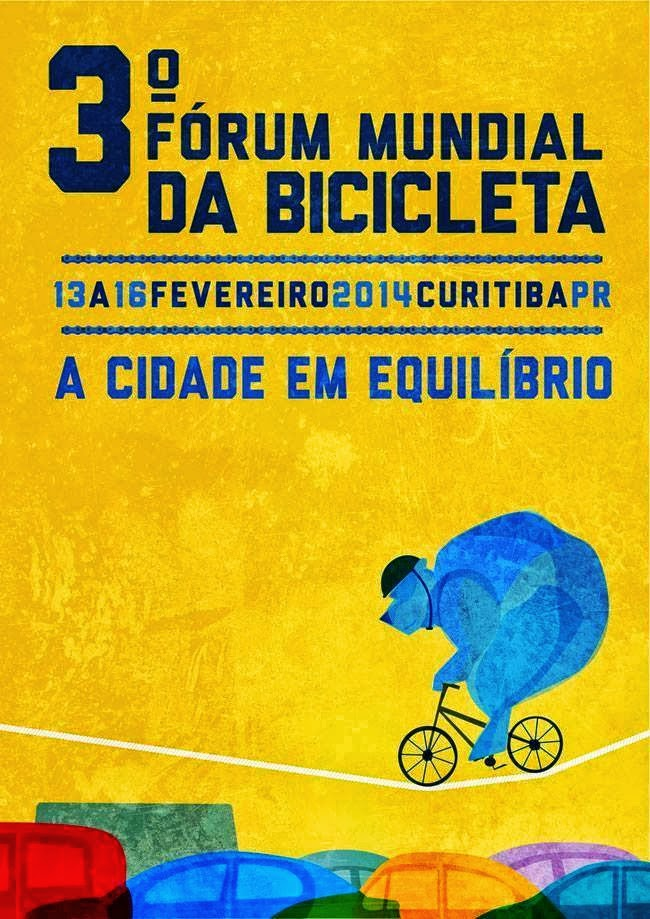 3º
FÓRUM MUNDIAL
DA BICICLETA
13A16FEVEREIRO2014CURITIBAPR
A CIDADE EM EQUILÍBRIO